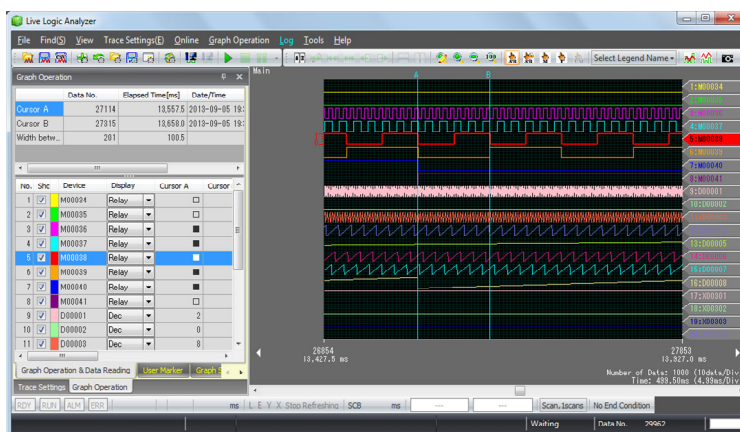 Live Logic Analyzer
File Find(S) View Trace Settings(E) Online Graph Operation Log Tools Help
Select Legend Name
Graph Operation
Main
A B
Data No. Elapsed Time[ms] Date/Time
Cursor A 27114 13,557.5 2013-09-05 19:
Cursor B 27315 13,658.0 2013-09-05 19:
Width betw... 201 100.5
No. Shc Device Display Cursor A Cursor
1 M00034 Relay
2 M00035 Relay
3 M00036 Relay
4 M00037 Relay
5 M00038 Relay
6 M00039 Relay
7 M00040 Relay
8 M00041 Relay
9 D00001 Dec 2
10 D00002 Dec 0
11 D00003 Dec 8
1:M00034
4:M00037
5:M00038
7:M00040
8:M00041
9:D00001
10:D00002
13:D00005
15:D00007
16:D00008
17:X00301
18:X00302
19:X00303
26854
13,427.5 ms
27853
13,927.0 ms
Number of Data: 1000 (10data/Div
Time: 499.50ms (4.99ms/Div
Graph Operation & Data Reading User Marker Graph S
Trace Settings Graph Operation
RDY RUN ALM ERR ms L E Y X Stop Refreshing SCB ms ---- ---- Scan, 1scans No End Condition
Waiting Data No. 29962